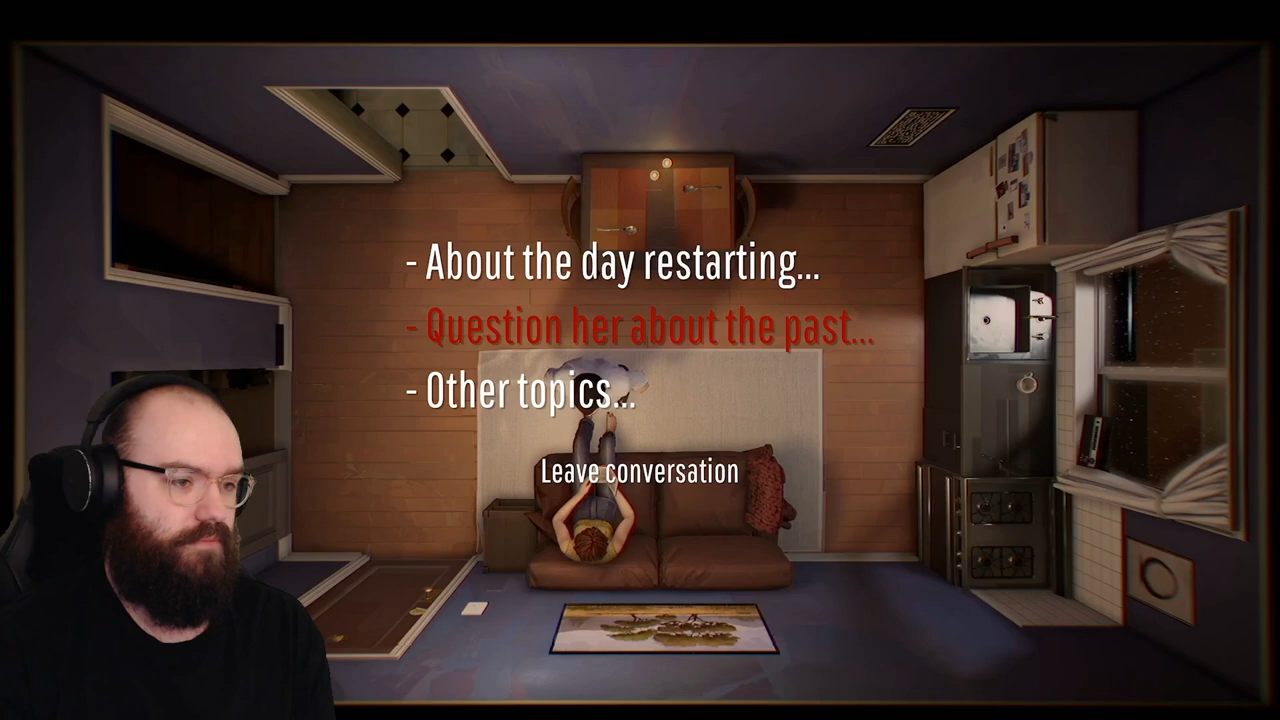 - About the day restarting...
- Question her about the past...
- Other topics...
Leave conversation